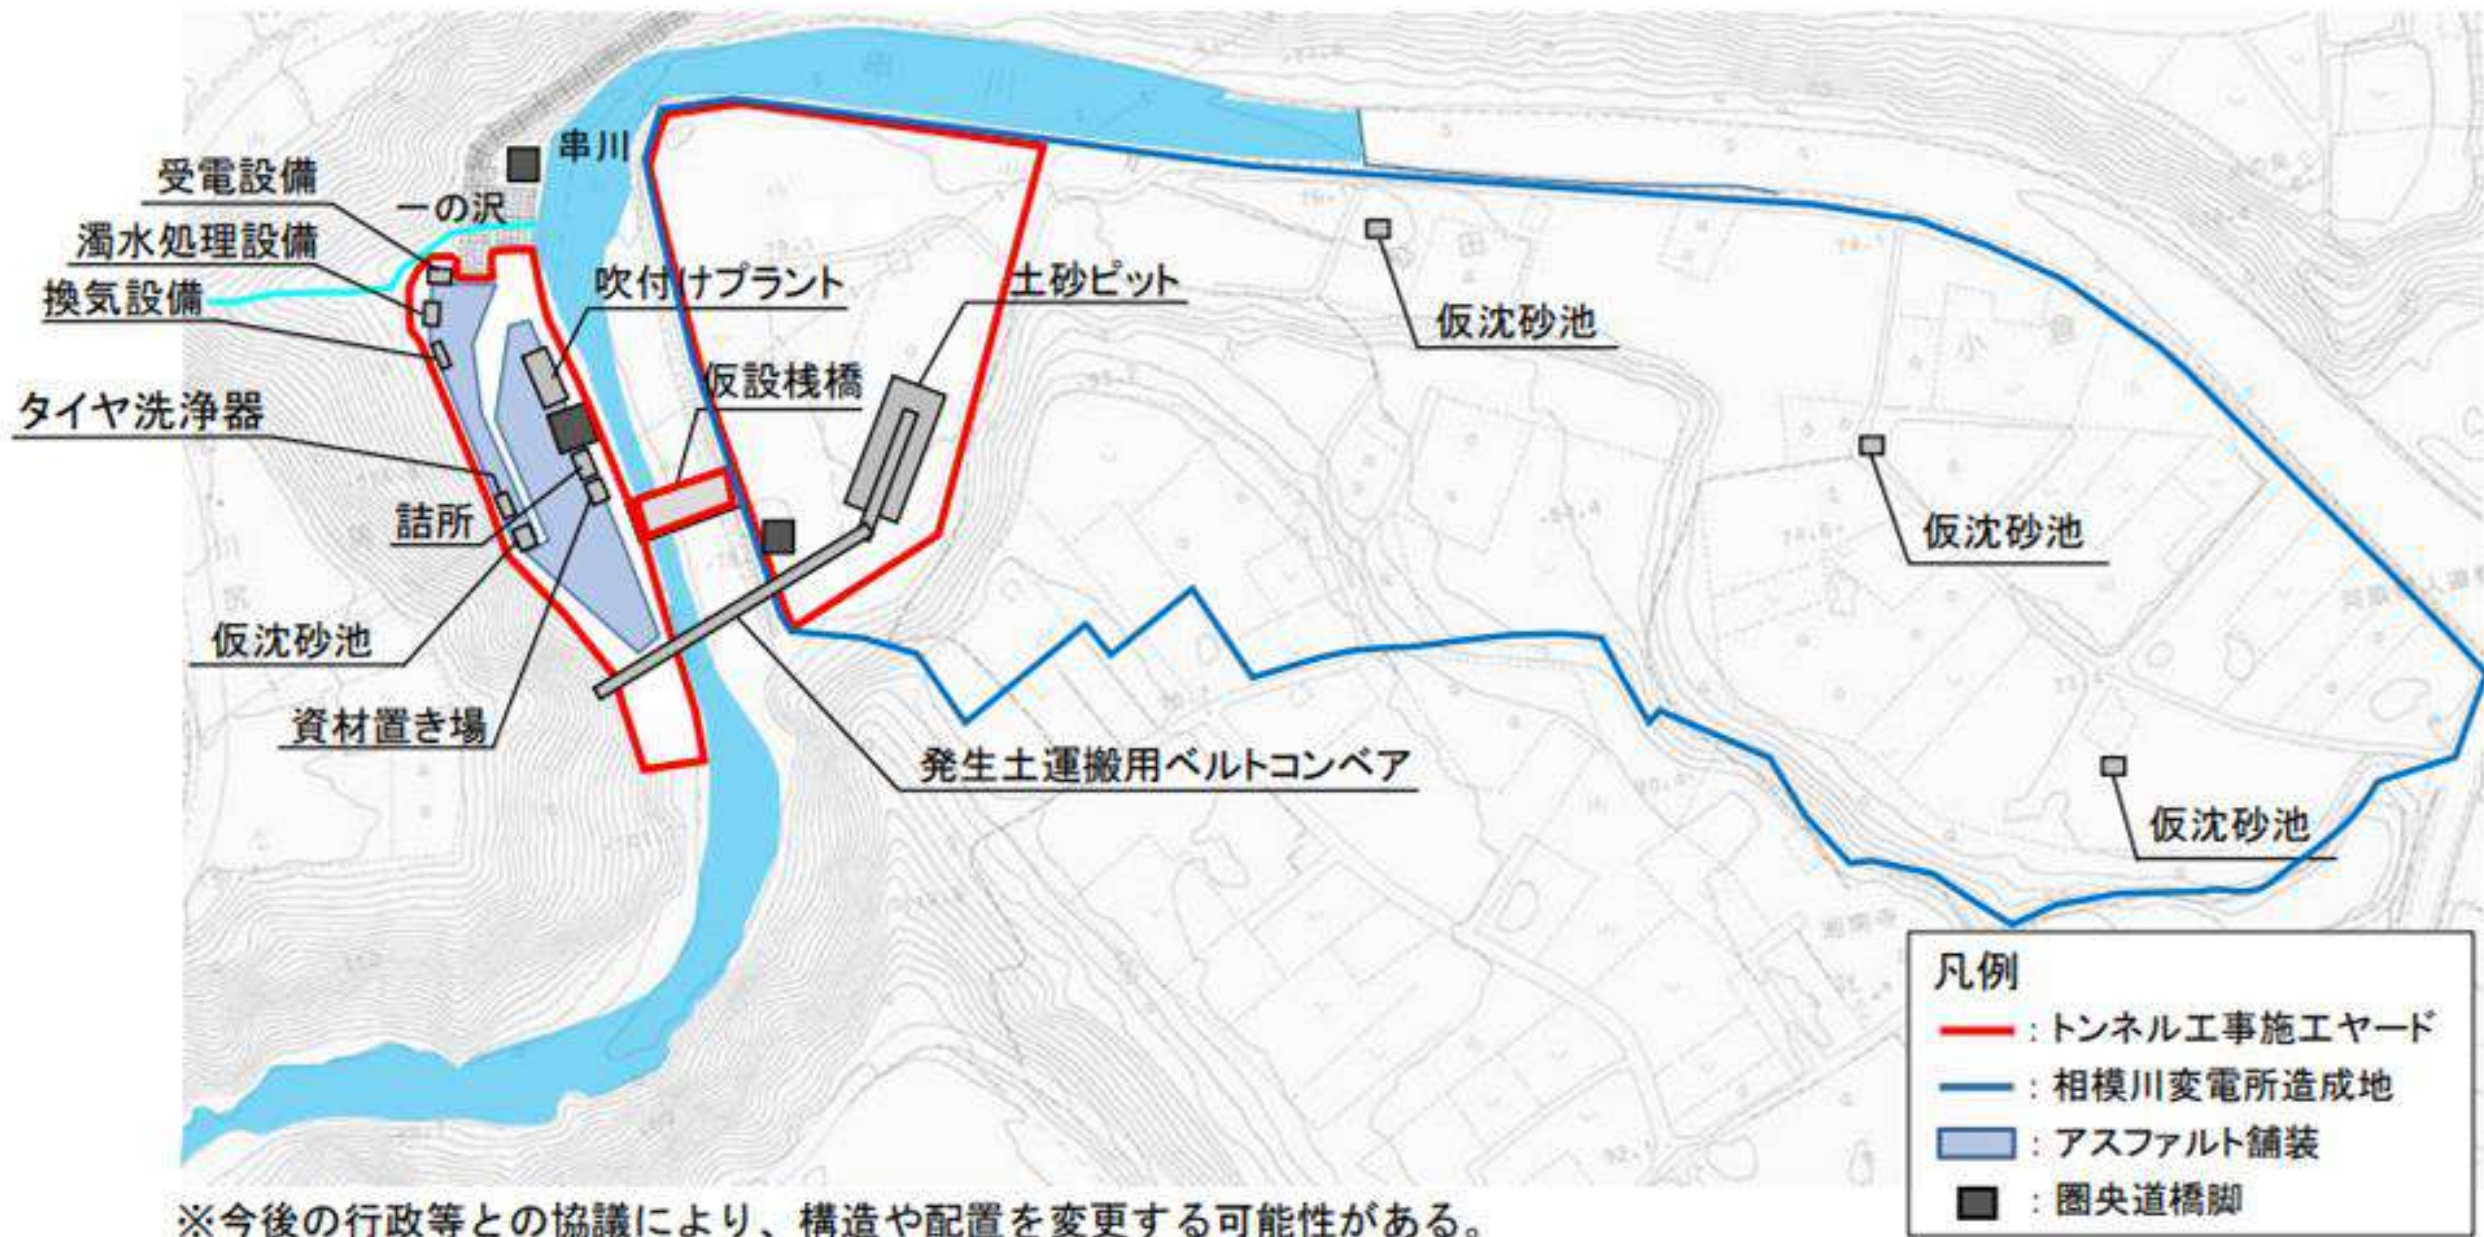 串川
受電設備
一の沢
濁水処理設備
換気設備
吹付けプラント
土砂ピット
仮沈砂池
仮設桟橋
タイヤ洗浄器
詰所
仮沈砂池
仮沈砂池
資材置き場
発生土運搬用ベルトコンベア
仮沈砂池
凡例
：トンネル工事施工ヤード
：相模川変電所造成地
：アスファルト舗装
：圏央道橋脚
※今後の行政等との協議により、構造や配置を変更する可能性がある。